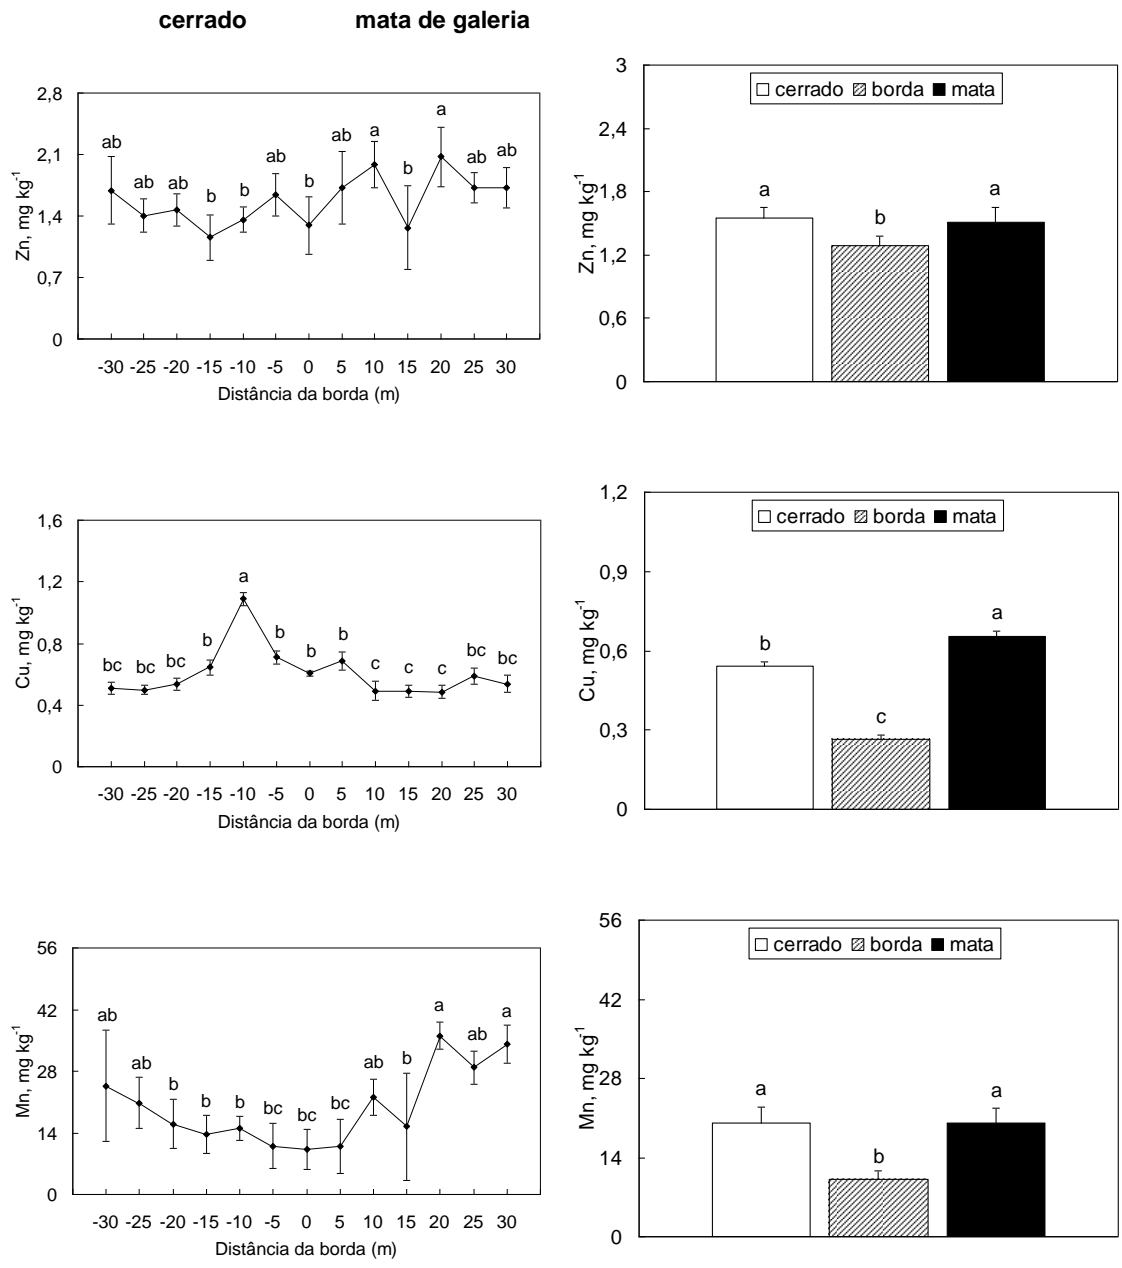 cerrado mata de galeria
2,8
2,1
1,4
0,7
0
Zn, mg kg-1
ab ab ab b b ab b ab a b a ab ab
-30 -25 -20 -15 -10 -5 0 5 10 15 20 25 30
Distância da borda (m)
3
2,4
1,8
1,2
0,6
0
Zn, mg kg-1
cerrado borda mata
a b a
1,6
1,2
0,8
0,4
0
Cu, mg kg-1
bc bc bc b a b b b c c c bc bc
-30 -25 -20 -15 -10 -5 0 5 10 15 20 25 30
Distância da borda (m)
1,2
0,9
0,6
0,3
0
Cu, mg kg-1
cerrado borda mata
b c a
56
42
28
14
0
Mn, mg kg-1
ab ab b b b bc bc bc ab b a ab a
-30 -25 -20 -15 -10 -5 0 5 10 15 20 25 30
Distância da borda (m)
56
42
28
14
0
Mn, mg kg-1
cerrado borda mata
a b a